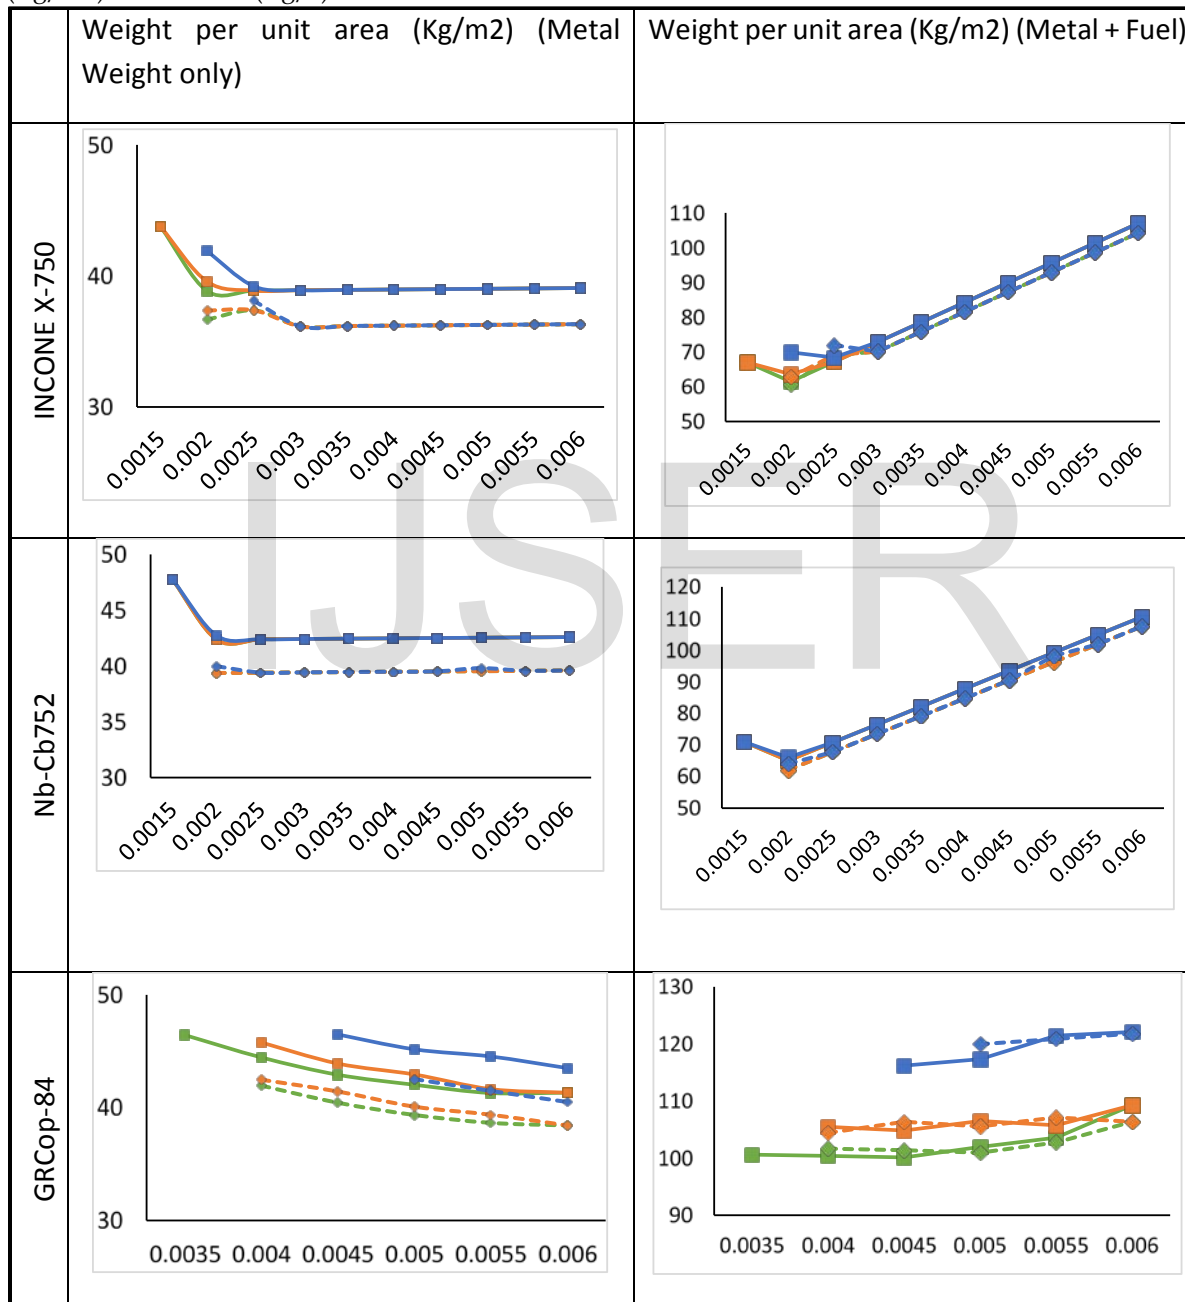 Weight per unit area (Kg/m2) (Metal
Weight only)
Weight per unit area (Kg/m2) (Metal + Fuel)
INCONE X-750
50
40
30
0.0015 0.002 0.0025 0.003 0.0035 0.004 0.0045 0.005 0.0055 0.006
110
100
90
80
70
60
50
0.0015 0.002 0.0025 0.003 0.0035 0.004 0.0045 0.005 0.0055 0.006
Nb-Cb752
50
45
40
35
30
0.0015 0.002 0.0025 0.003 0.0035 0.004 0.0045 0.005 0.0055 0.006
120
110
100
90
80
70
60
50
0.0015 0.002 0.0025 0.003 0.0035 0.004 0.0045 0.005 0.0055 0.006
GRCop-84
50
40
30
0.0035 0.004 0.0045 0.005 0.0055 0.006
130
120
110
100
90
0.0035 0.004 0.0045 0.005 0.0055 0.006
IJSER